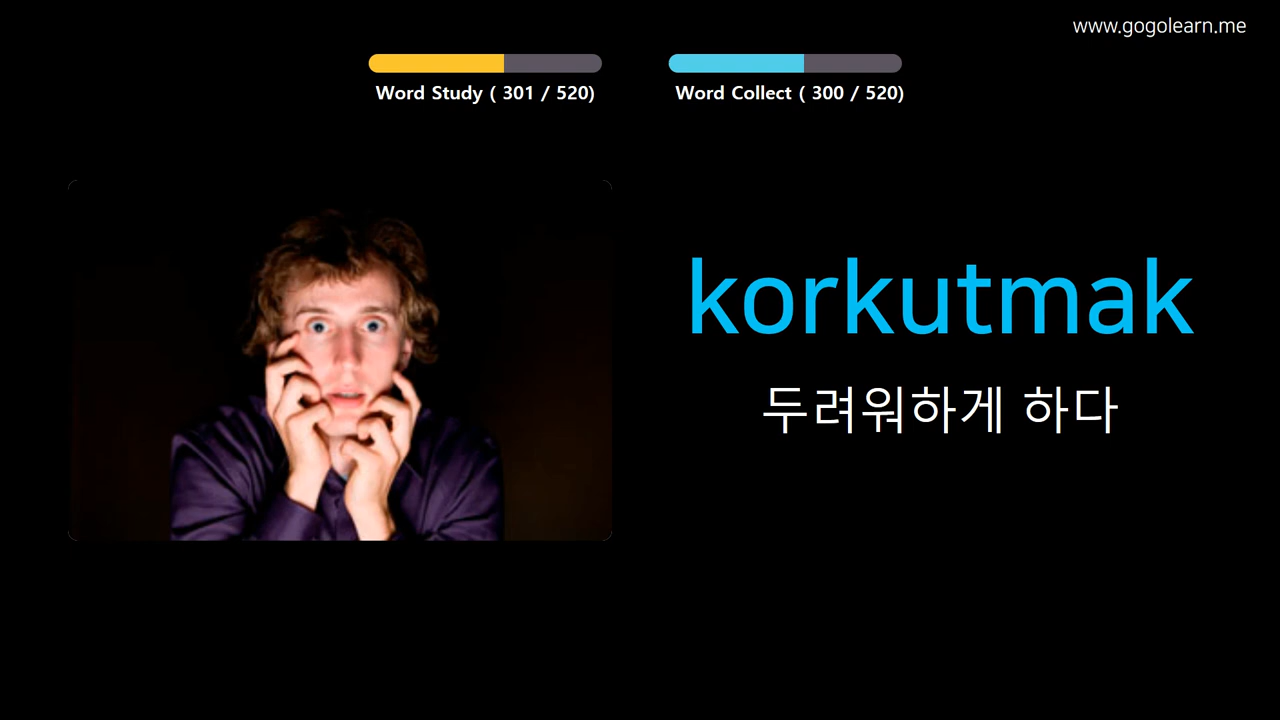 www.gogolearn.me
Word Study ( 301 / 520)
Word Collect ( 300 / 520)
korkutmak
두려워하게 하다